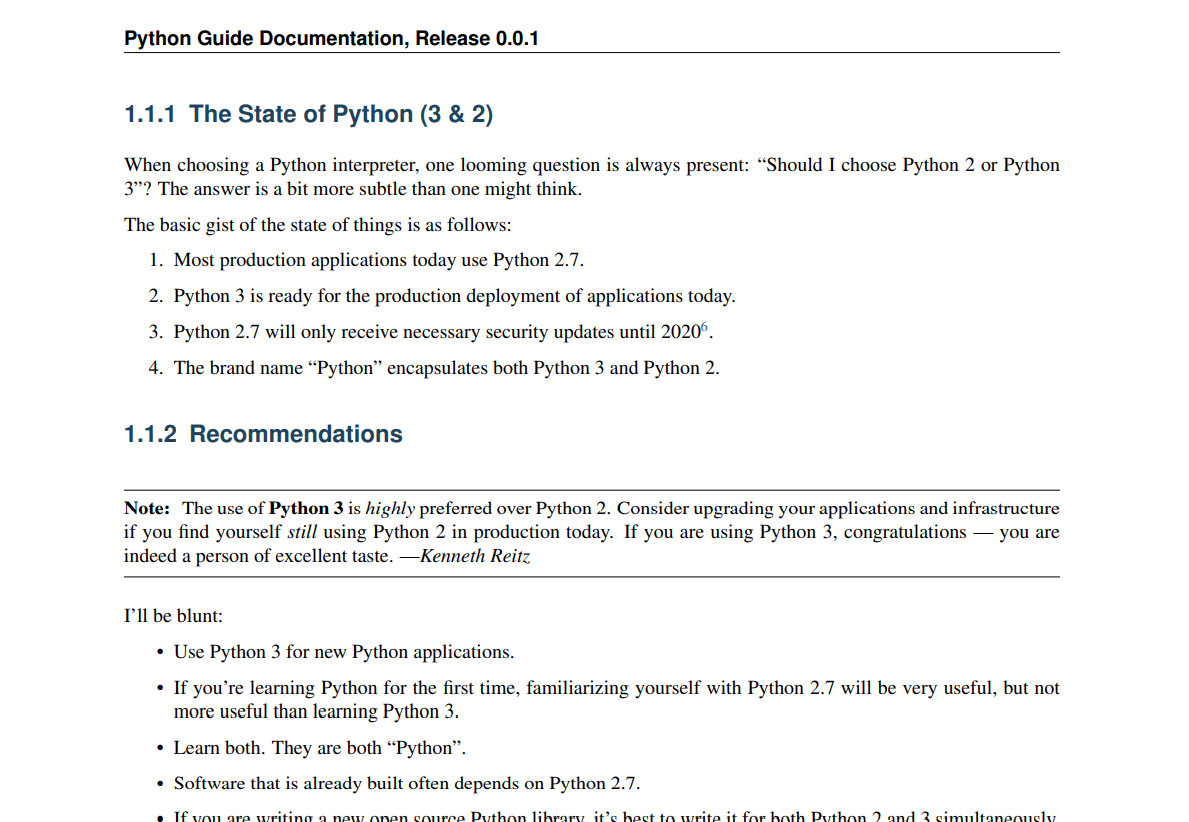 Python Guide Documentation, Release 0.0.1
1.1.1 The State of Python (3 & 2)
When choosing a Python interpreter, one looming question is always present: “Should I choose Python 2 or Python
3”? The answer is a bit more subtle than one might think.
The basic gist of the state of things is as follows:
1. Most production applications today use Python 2.7.
2. Python 3 is ready for the production deployment of applications today.
3. Python 2.7 will only receive necessary security updates until 2020⁶.
4. The brand name “Python” encapsulates both Python 3 and Python 2.
1.1.2 Recommendations
Note: The use of Python 3 is highly preferred over Python 2. Consider upgrading your applications and infrastructure
if you find yourself still using Python 2 in production today. If you are using Python 3, congratulations — you are
indeed a person of excellent taste. —Kenneth Reitz
I’ll be blunt:
• Use Python 3 for new Python applications.
• If you’re learning Python for the first time, familiarizing yourself with Python 2.7 will be very useful, but not
more useful than learning Python 3.
• Learn both. They are both “Python”.
• Software that is already built often depends on Python 2.7.
• If you are writing a new open source Python library, it’s best to write it for both Python 2 and 3 simultaneously.